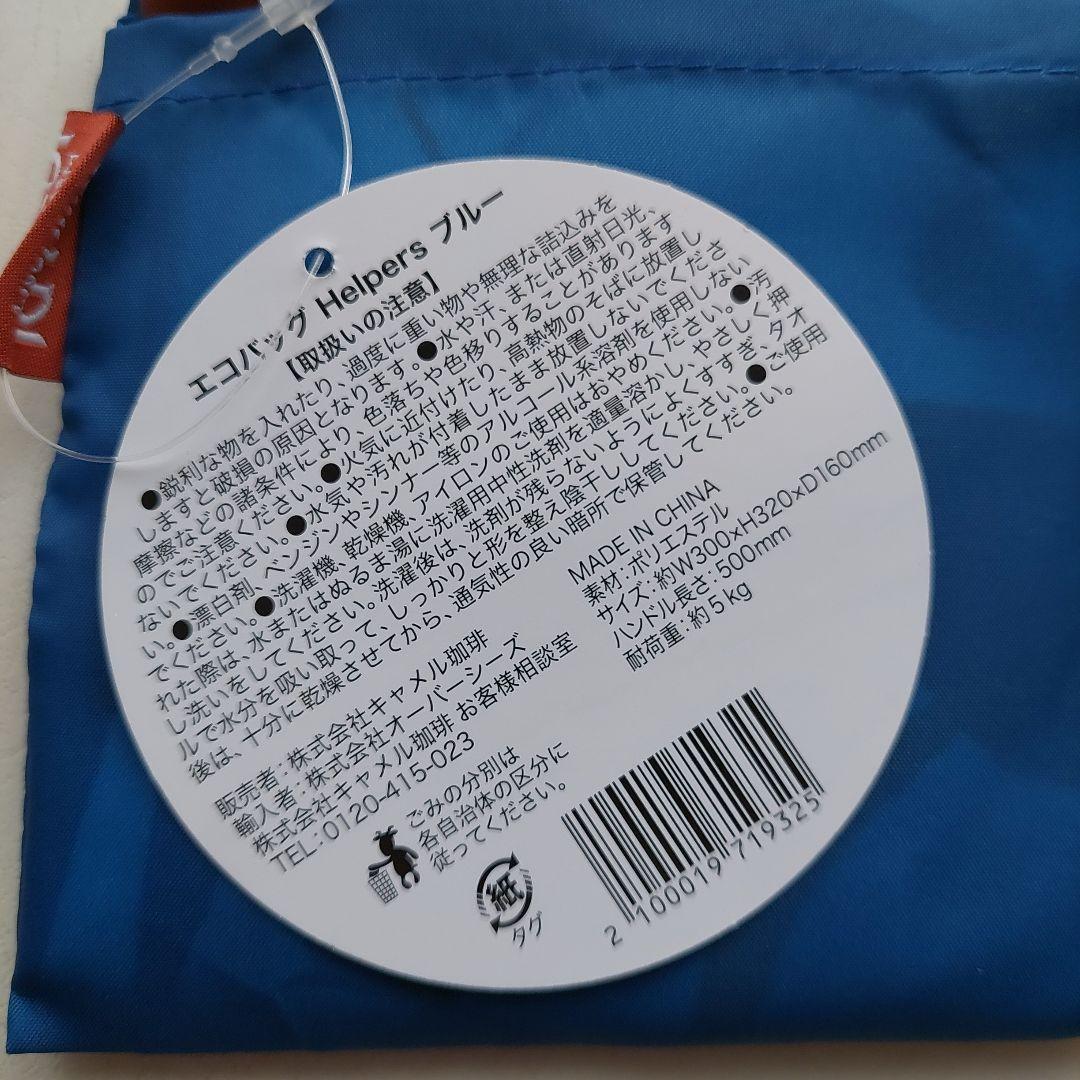 エコバッグ Helpers ブルー
【取扱いの注意】
●鋭利な物を入れたり、過度に重い物や無理な詰込みを
しますと破損の原因となります。●水や汗、または直射日光、
摩擦などの諸条件により、色落ちや色移りすることがあります
のでご注意ください。●火気に近付けたり、高熱物のそばに放置し
ないでください。●水気や汚れが付着したまま放置しないでくださ
い。●漂白剤、ベンジンやシンナー等のアルコール系溶剤を使用しない
でください。●洗濯機、乾燥機、アイロンのご使用はおやめください。●汚
れた際は、水またはぬるま湯に洗濯用中性洗剤を適量溶かし、やさしく押
し洗いをしてください。洗濯後は、洗剤が残らないようによくすすぎ、タオ
ルで水分を吸い取って、しっかりと形を整え陰干ししてください。●ご使用
後は、十分に乾燥させてから、通気性の良い暗所で保管してください。
販売者:株式会社キャメル珈琲
輸入者:株式会社オーバーシーズ
株式会社キャメル珈琲 お客様相談室
TEL:0120-415-023
MADE IN CHINA
素材:ポリエステル
サイズ:約W300×H320×D160mm
ハンドル長さ:500mm
耐荷重:約5kg
ごみの分別は
各自治体の区分に
従ってください。
紙
タグ
2 100019 719325